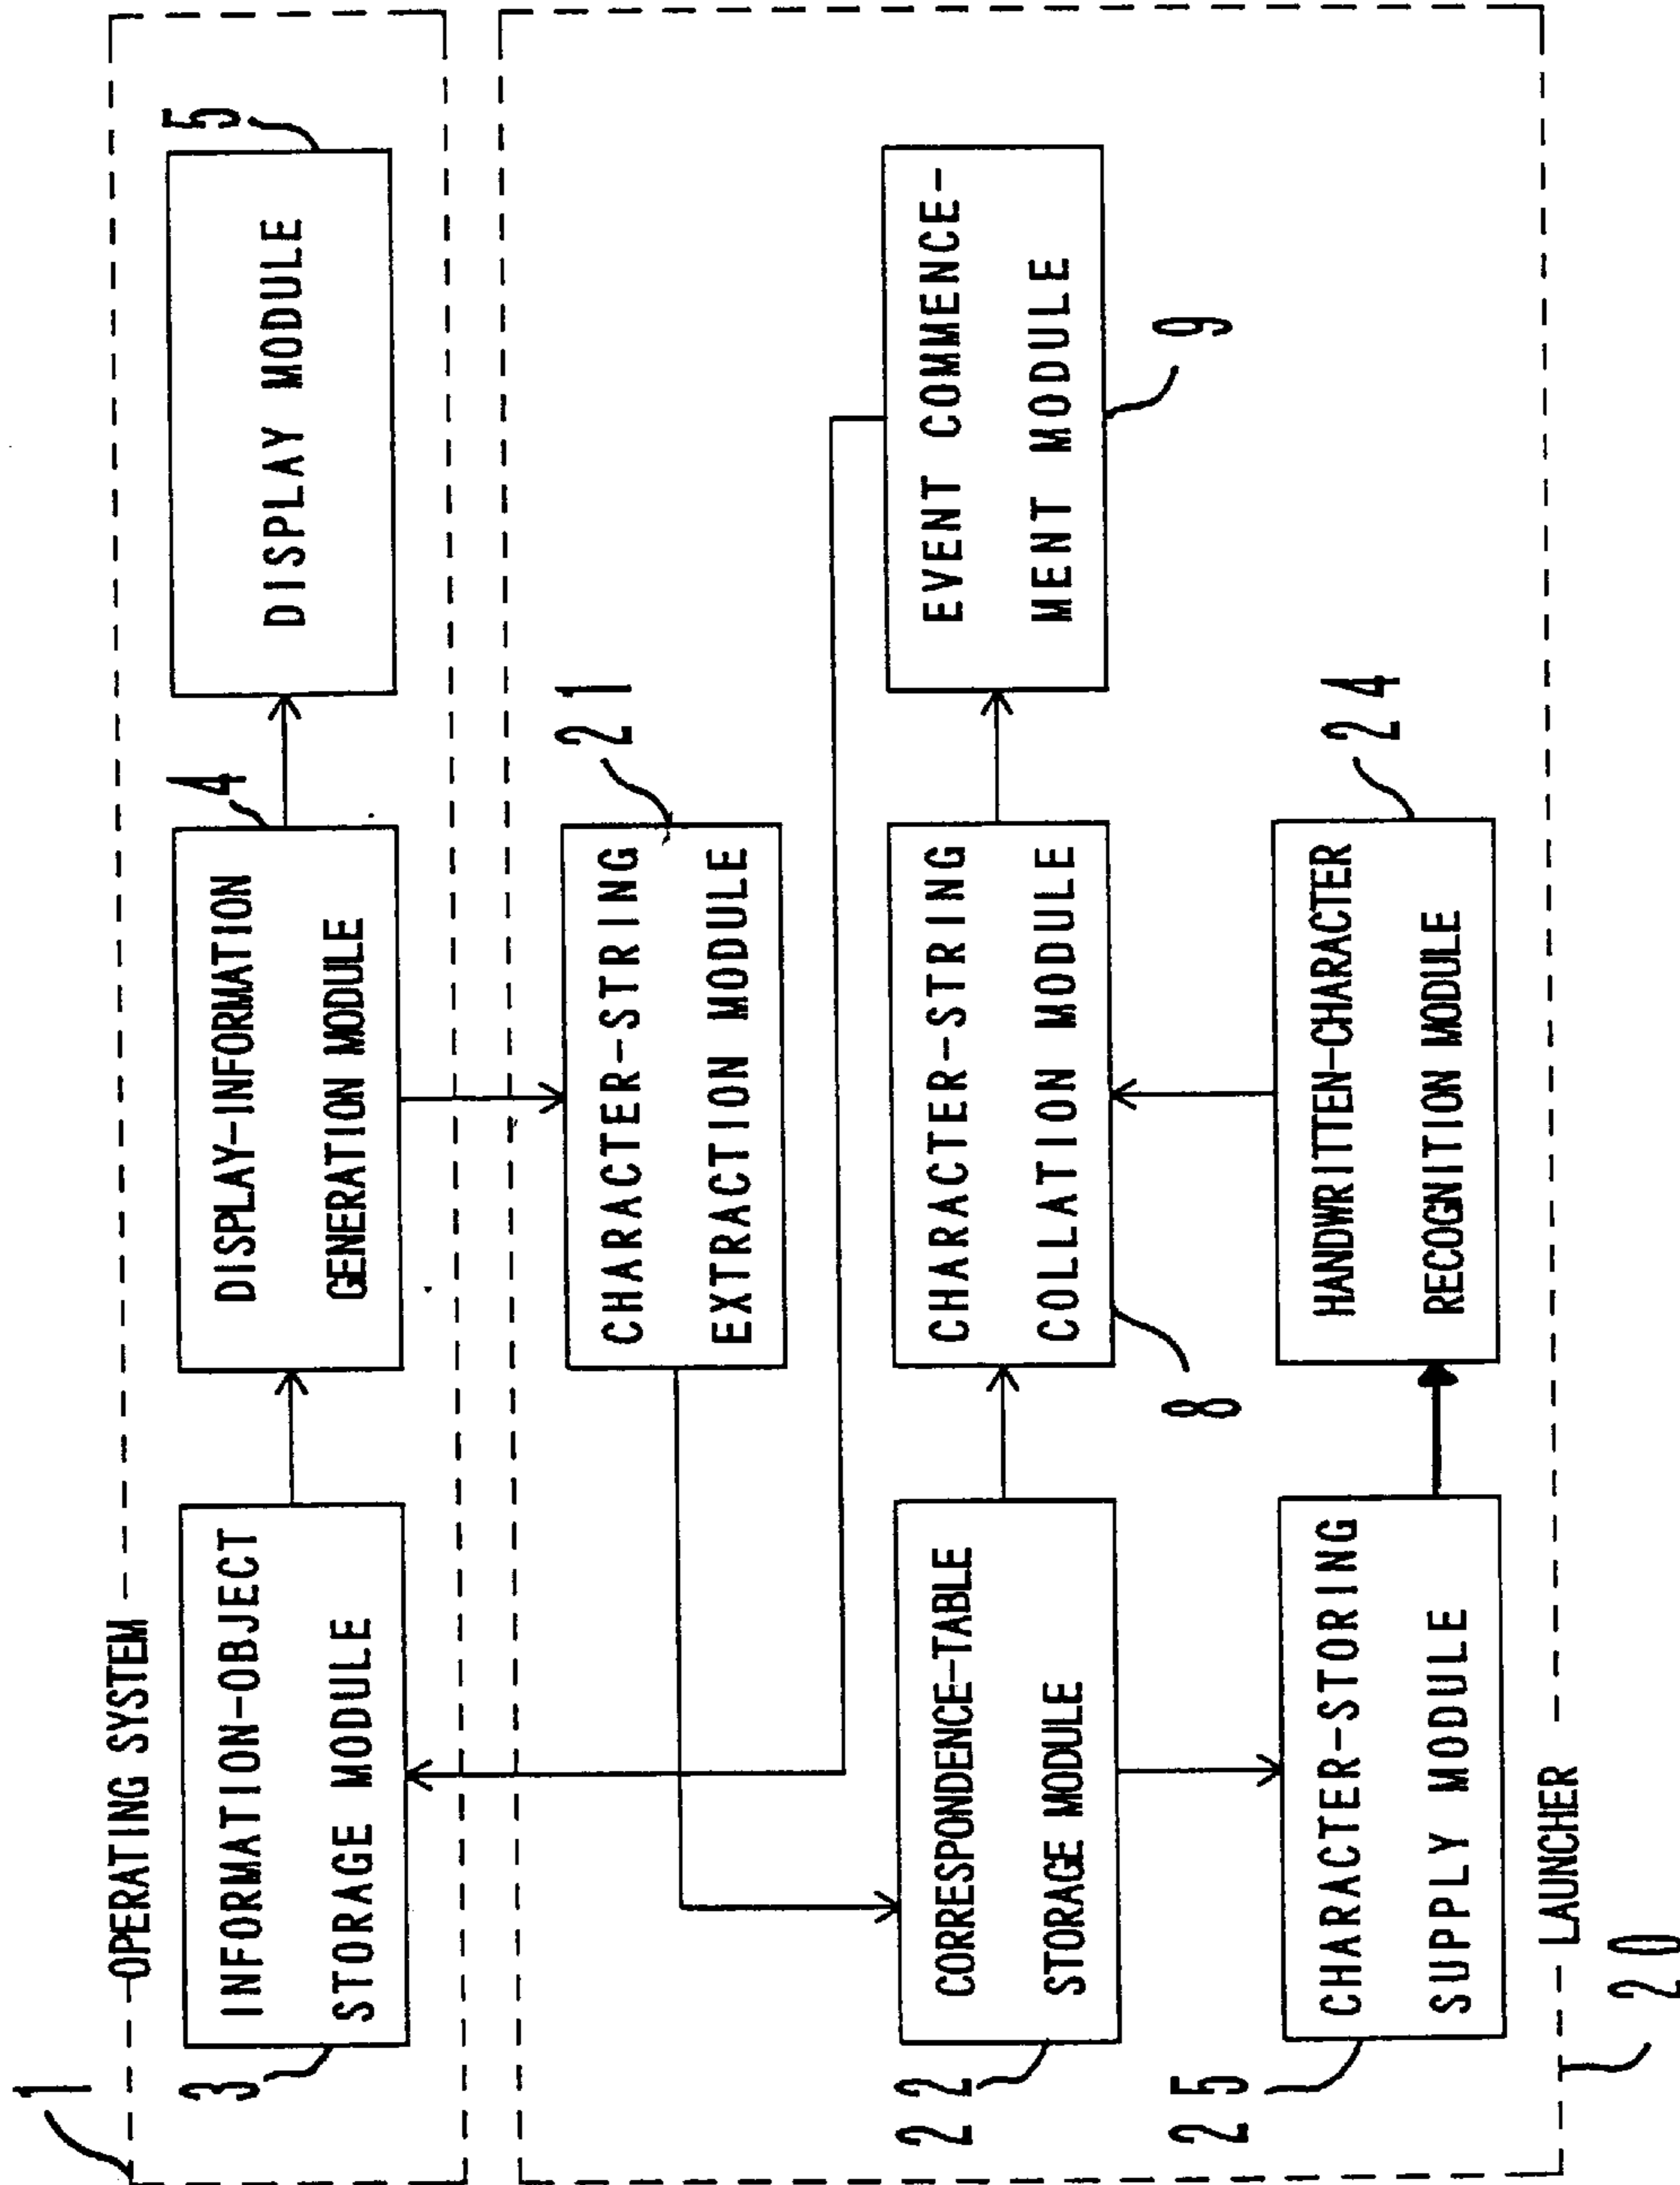 1
OPERATING SYSTEM
3
INFORMATION-OBJECT
STORAGE MODULE
4
DISPLAY-INFORMATION
GENERATION MODULE
5
DISPLAY MODULE
21
CHARACTER-STRING
EXTRACTION MODULE
22
CORRESPONDENCE-TABLE
STORAGE MODULE
8
CHARACTER-STRING
COLLATION MODULE
EVENT COMMENCE-
MENT MODULE
9
25
CHARACTER-STORING
SUPPLY MODULE
24
HANDWRITTEN-CHARACTER
RECOGNITION MODULE
LAUNCHER
20